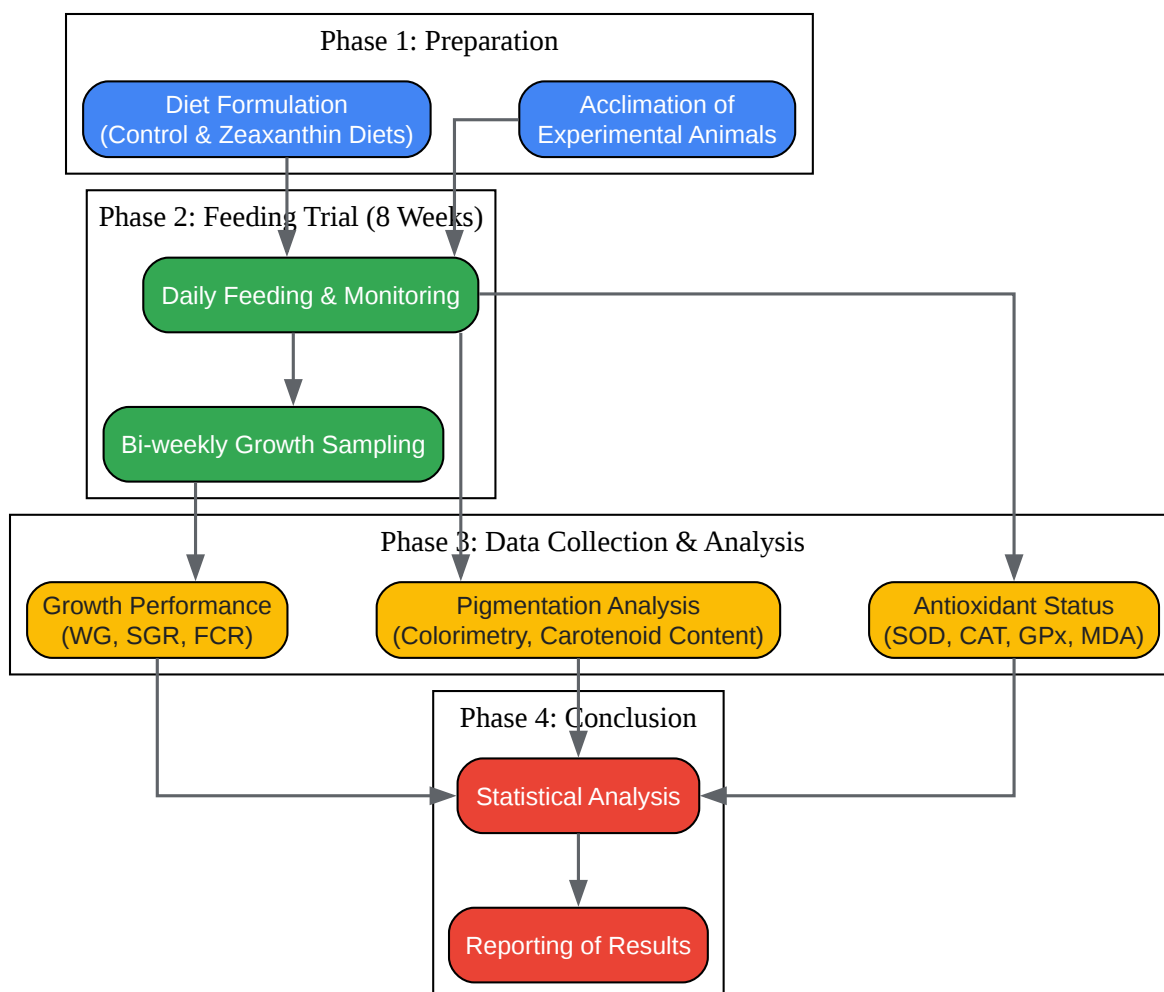 Phase 1: Preparation
Diet Formulation
(Control & Zeaxanthin Diets)
Acclimation of
Experimental Animals
Phase 2: Feeding Trial (8 Weeks)
Daily Feeding & Monitoring
Bi-weekly Growth Sampling
Phase 3: Data Collection & Analysis
Growth Performance
(WG, SGR, FCR)
Pigmentation Analysis
(Colorimetry, Carotenoid Content)
Antioxidant Status
(SOD, CAT, GPx, MDA)
Phase 4: Conclusion
Statistical Analysis
Reporting of Results